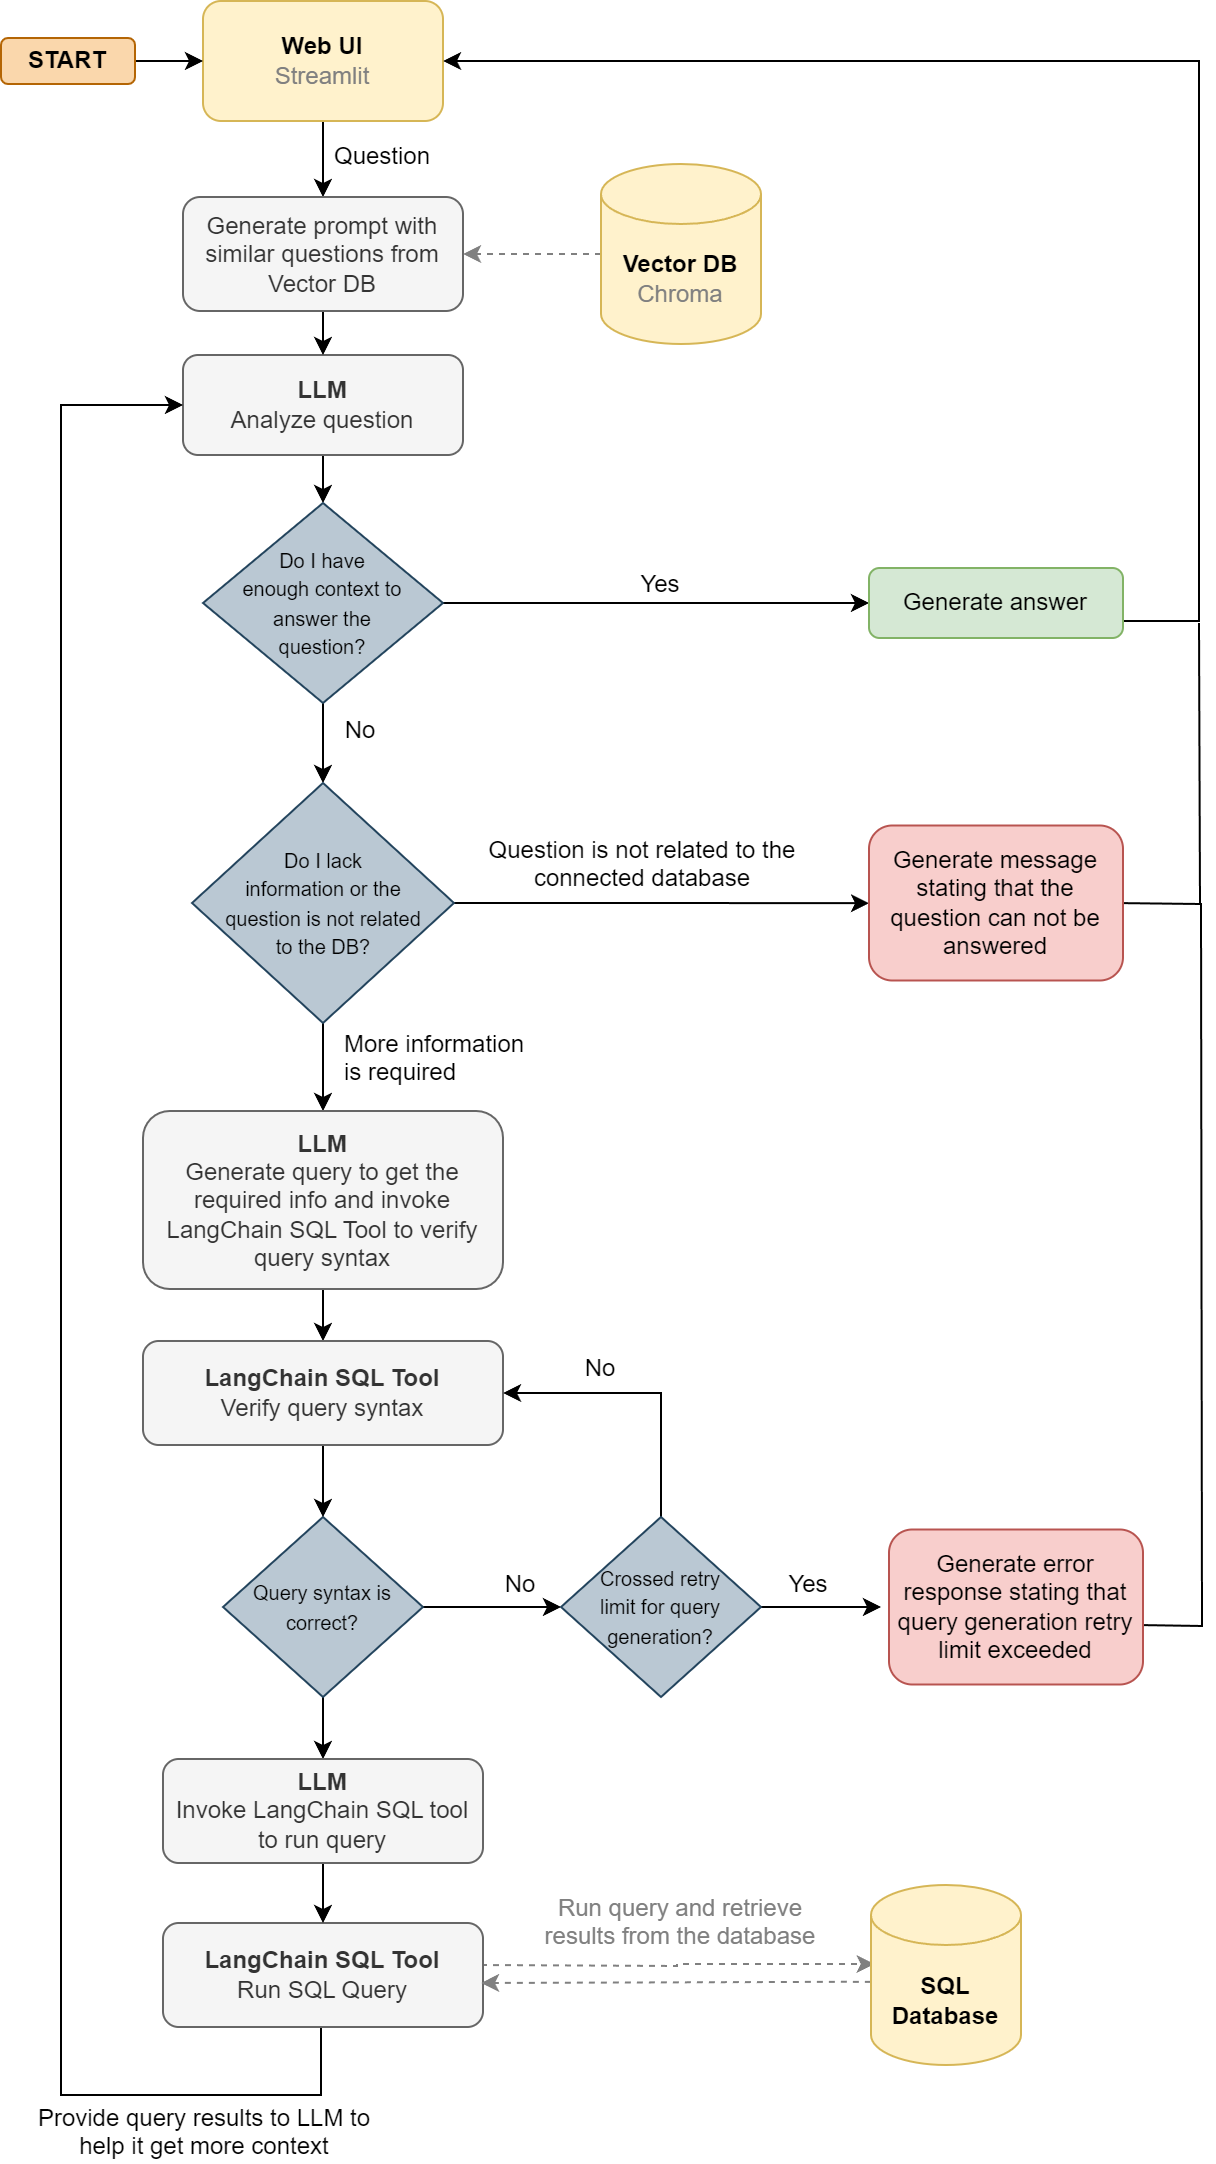 START
Web UI
Streamlit
Question
Generate prompt with
similar questions from
Vector DB
Vector DB
Chroma
LLM
Analyze question
Do I have
enough context to
answer the
question?
Yes
Generate answer
No
Do I lack
information or the
question is not related
to the DB?
Question is not related to the
connected database
Generate message
stating that the
question can not be
answered
More information
is required
LLM
Generate query to get the
required info and invoke
LangChain SQL Tool to verify
query syntax
LangChain SQL Tool
Verify query syntax
No
Query syntax is
correct?
No
Crossed retry
limit for query
generation?
Yes
Generate error
response stating that
query generation retry
limit exceeded
LLM
Invoke LangChain SQL tool
to run query
LangChain SQL Tool
Run SQL Query
Run query and retrieve
results from the database
SQL
Database
Provide query results to LLM to
help it get more context